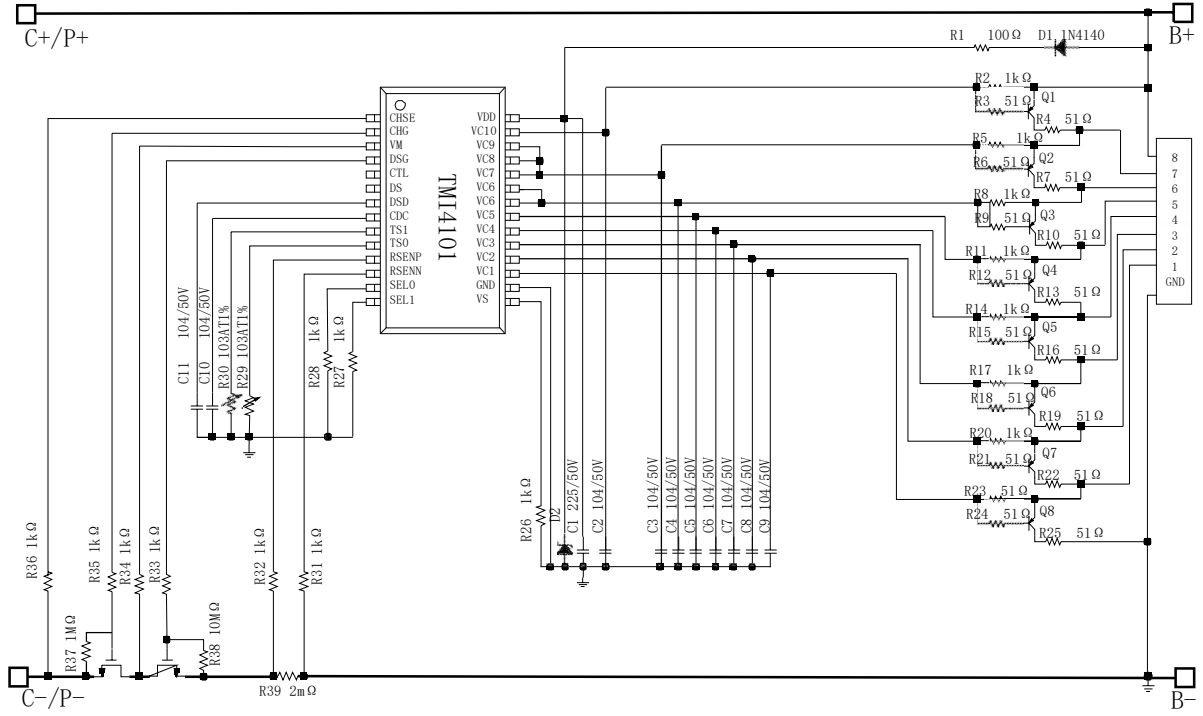 C+/P+
B+
R1 100Ω D1 1N4140
R2 1kΩ
R3 51Ω Q1
R4 51Ω
R5 1kΩ
R6 51Ω Q2
R7 51Ω
R8 1kΩ
R9 51Ω Q3
R10 51Ω
R11 1kΩ
R12 51Ω Q4
R13 51Ω
R14 1kΩ
R15 51Ω Q5
R16 51Ω
R17 1kΩ
R18 51Ω Q6
R19 51Ω
R20 1kΩ
R21 51Ω Q7
R22 51Ω
R23 51Ω
R24 51Ω Q8
R25 51Ω
8
7
6
5
4
3
2
1
GND
TMI4101
CHSE
CHG
VM
DSG
CTL
DS
DSD
CDC
TS1
TS0
RSENP
RSENN
SEL0
SEL1
VDD
VC10
VC9
VC8
VC7
VC6
VC6
VC5
VC4
VC3
VC2
VC1
GND
VS
C11 104/50V
C10 104/50V
R30 103AT1%
R29 103AT1%
R28 1kΩ
R27 1kΩ
R26 1kΩ
D2
C1 225/50V
C2 104/50V
C3 104/50V
C4 104/50V
C5 104/50V
C6 104/50V
C7 104/50V
C8 104/50V
C9 104/50V
R36 1kΩ
R35 1kΩ
R34 1kΩ
R33 1kΩ
R32 1kΩ
R31 1kΩ
R37 1MΩ
R38 10MΩ
R39 2mΩ
C-/P-
B-